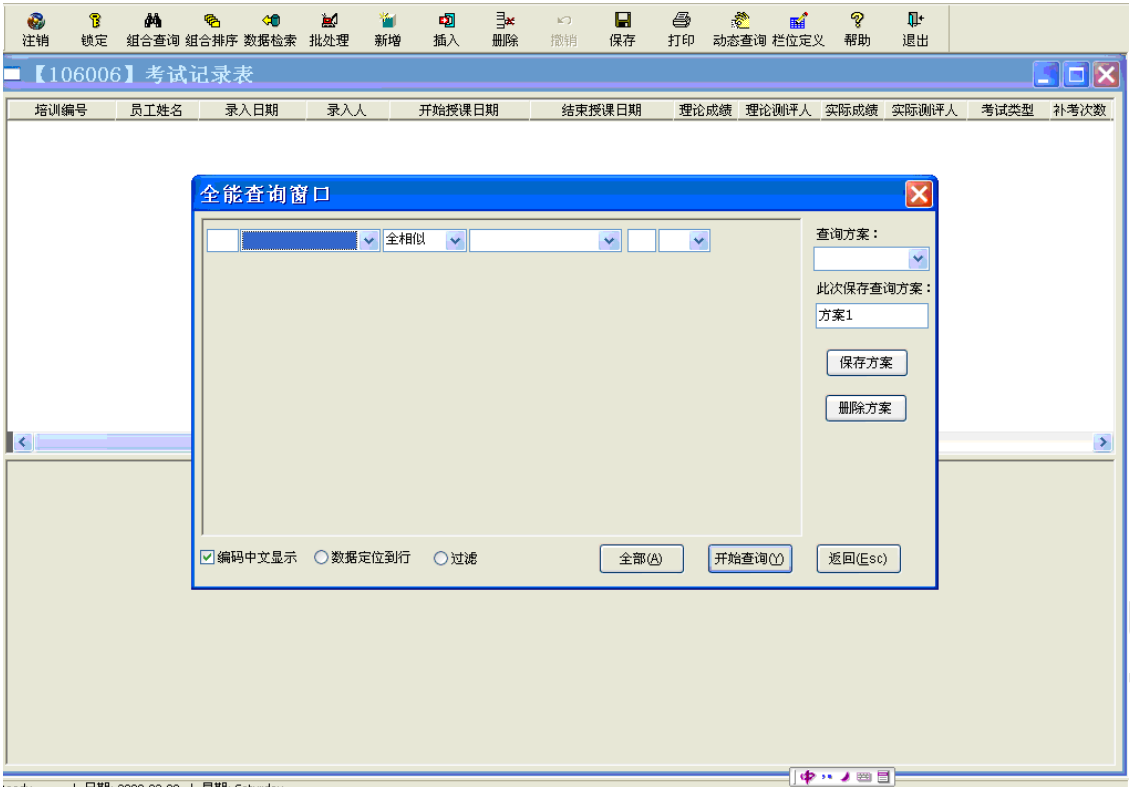 注销 锁定 组合查询 组合排序 数据检索 批处理 新增 插入 删除 撤销 保存 打印 动态查询 栏位定义 帮助 退出
【106006】考试记录表
培训编号 员工姓名 录入日期 录入人 开始授课日期 结束授课日期 理论成绩 理论测评人 实际成绩 实际测评人 考试类型 补考次数
全能查询窗口
全相似
查询方案：
此次保存查询方案：
方案1
保存方案
删除方案
编码中文显示 数据定位到行 过滤 全部(A) 开始查询(Y) 返回(Esc)
中